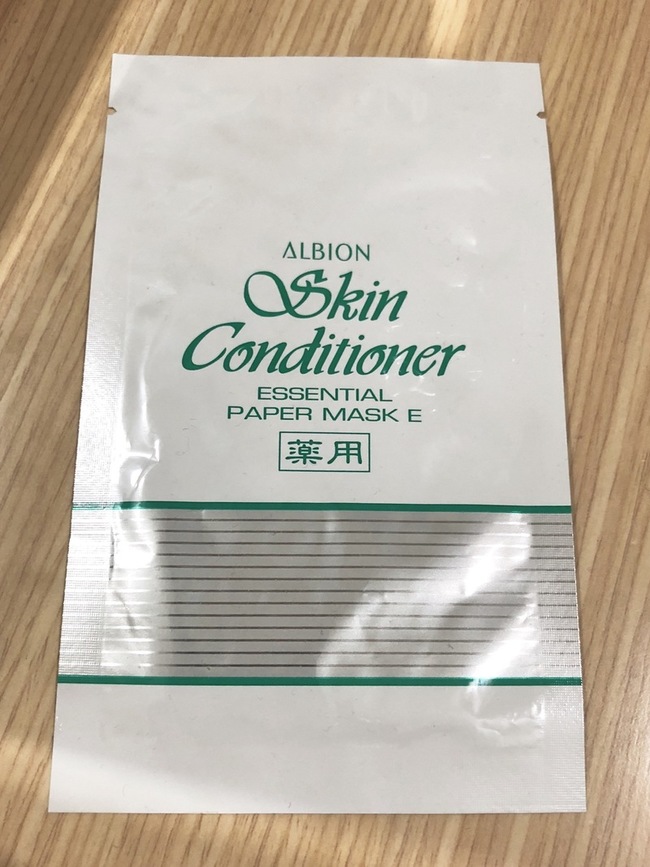 ALBION
Skin
Conditioner
ESSENTIAL
PAPER MASK E
薬用